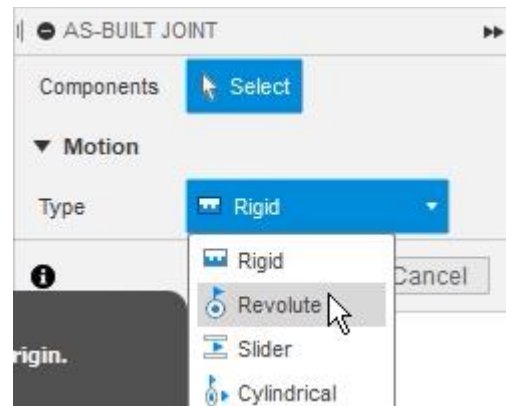 AS-BUILT JOINT
Components Select
Motion
Type Rigid
Rigid
Cancel
Revolute
rigin.
Slider
Cylindrical